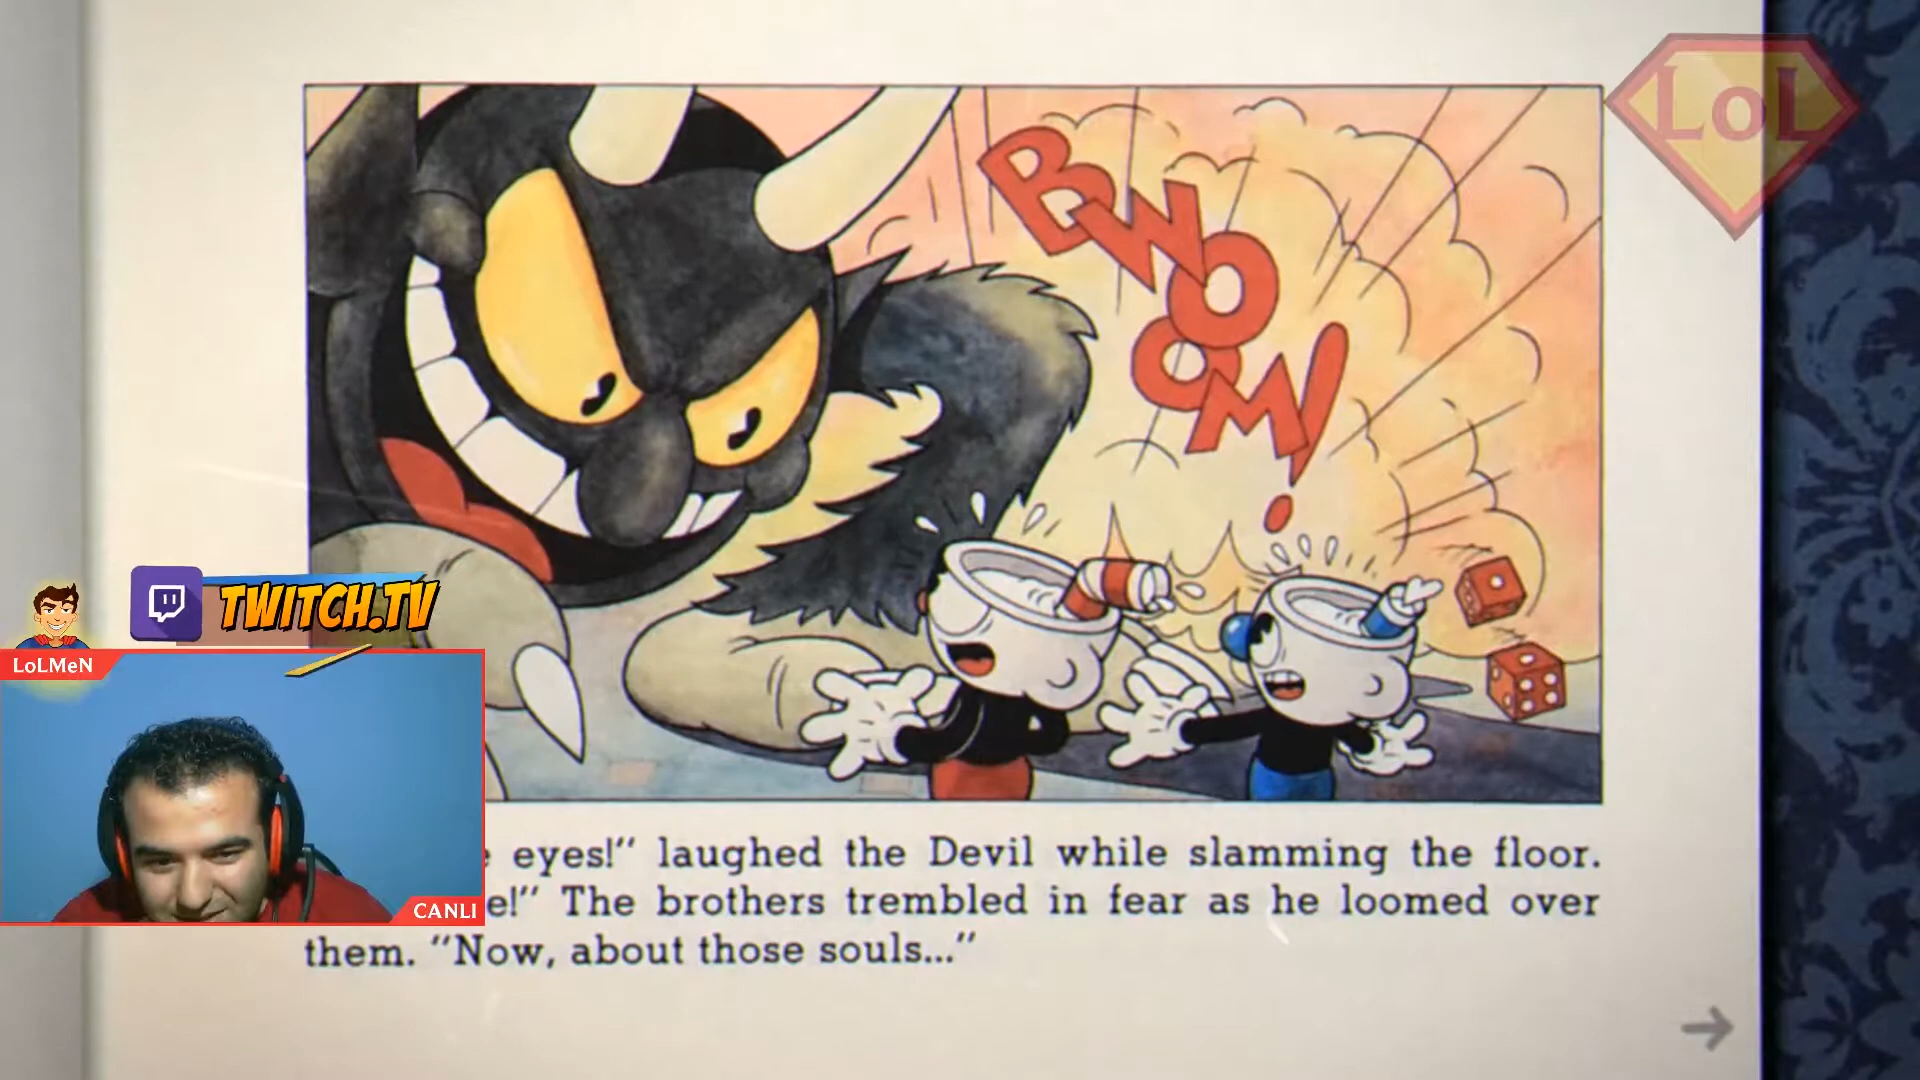 LoL
BWOOM!
TWITCH.TV
LoLMeN
CANLI
eyes!" laughed the Devil while slamming the floor.
e!" The brothers trembled in fear as he loomed over
them. "Now, about those souls..."